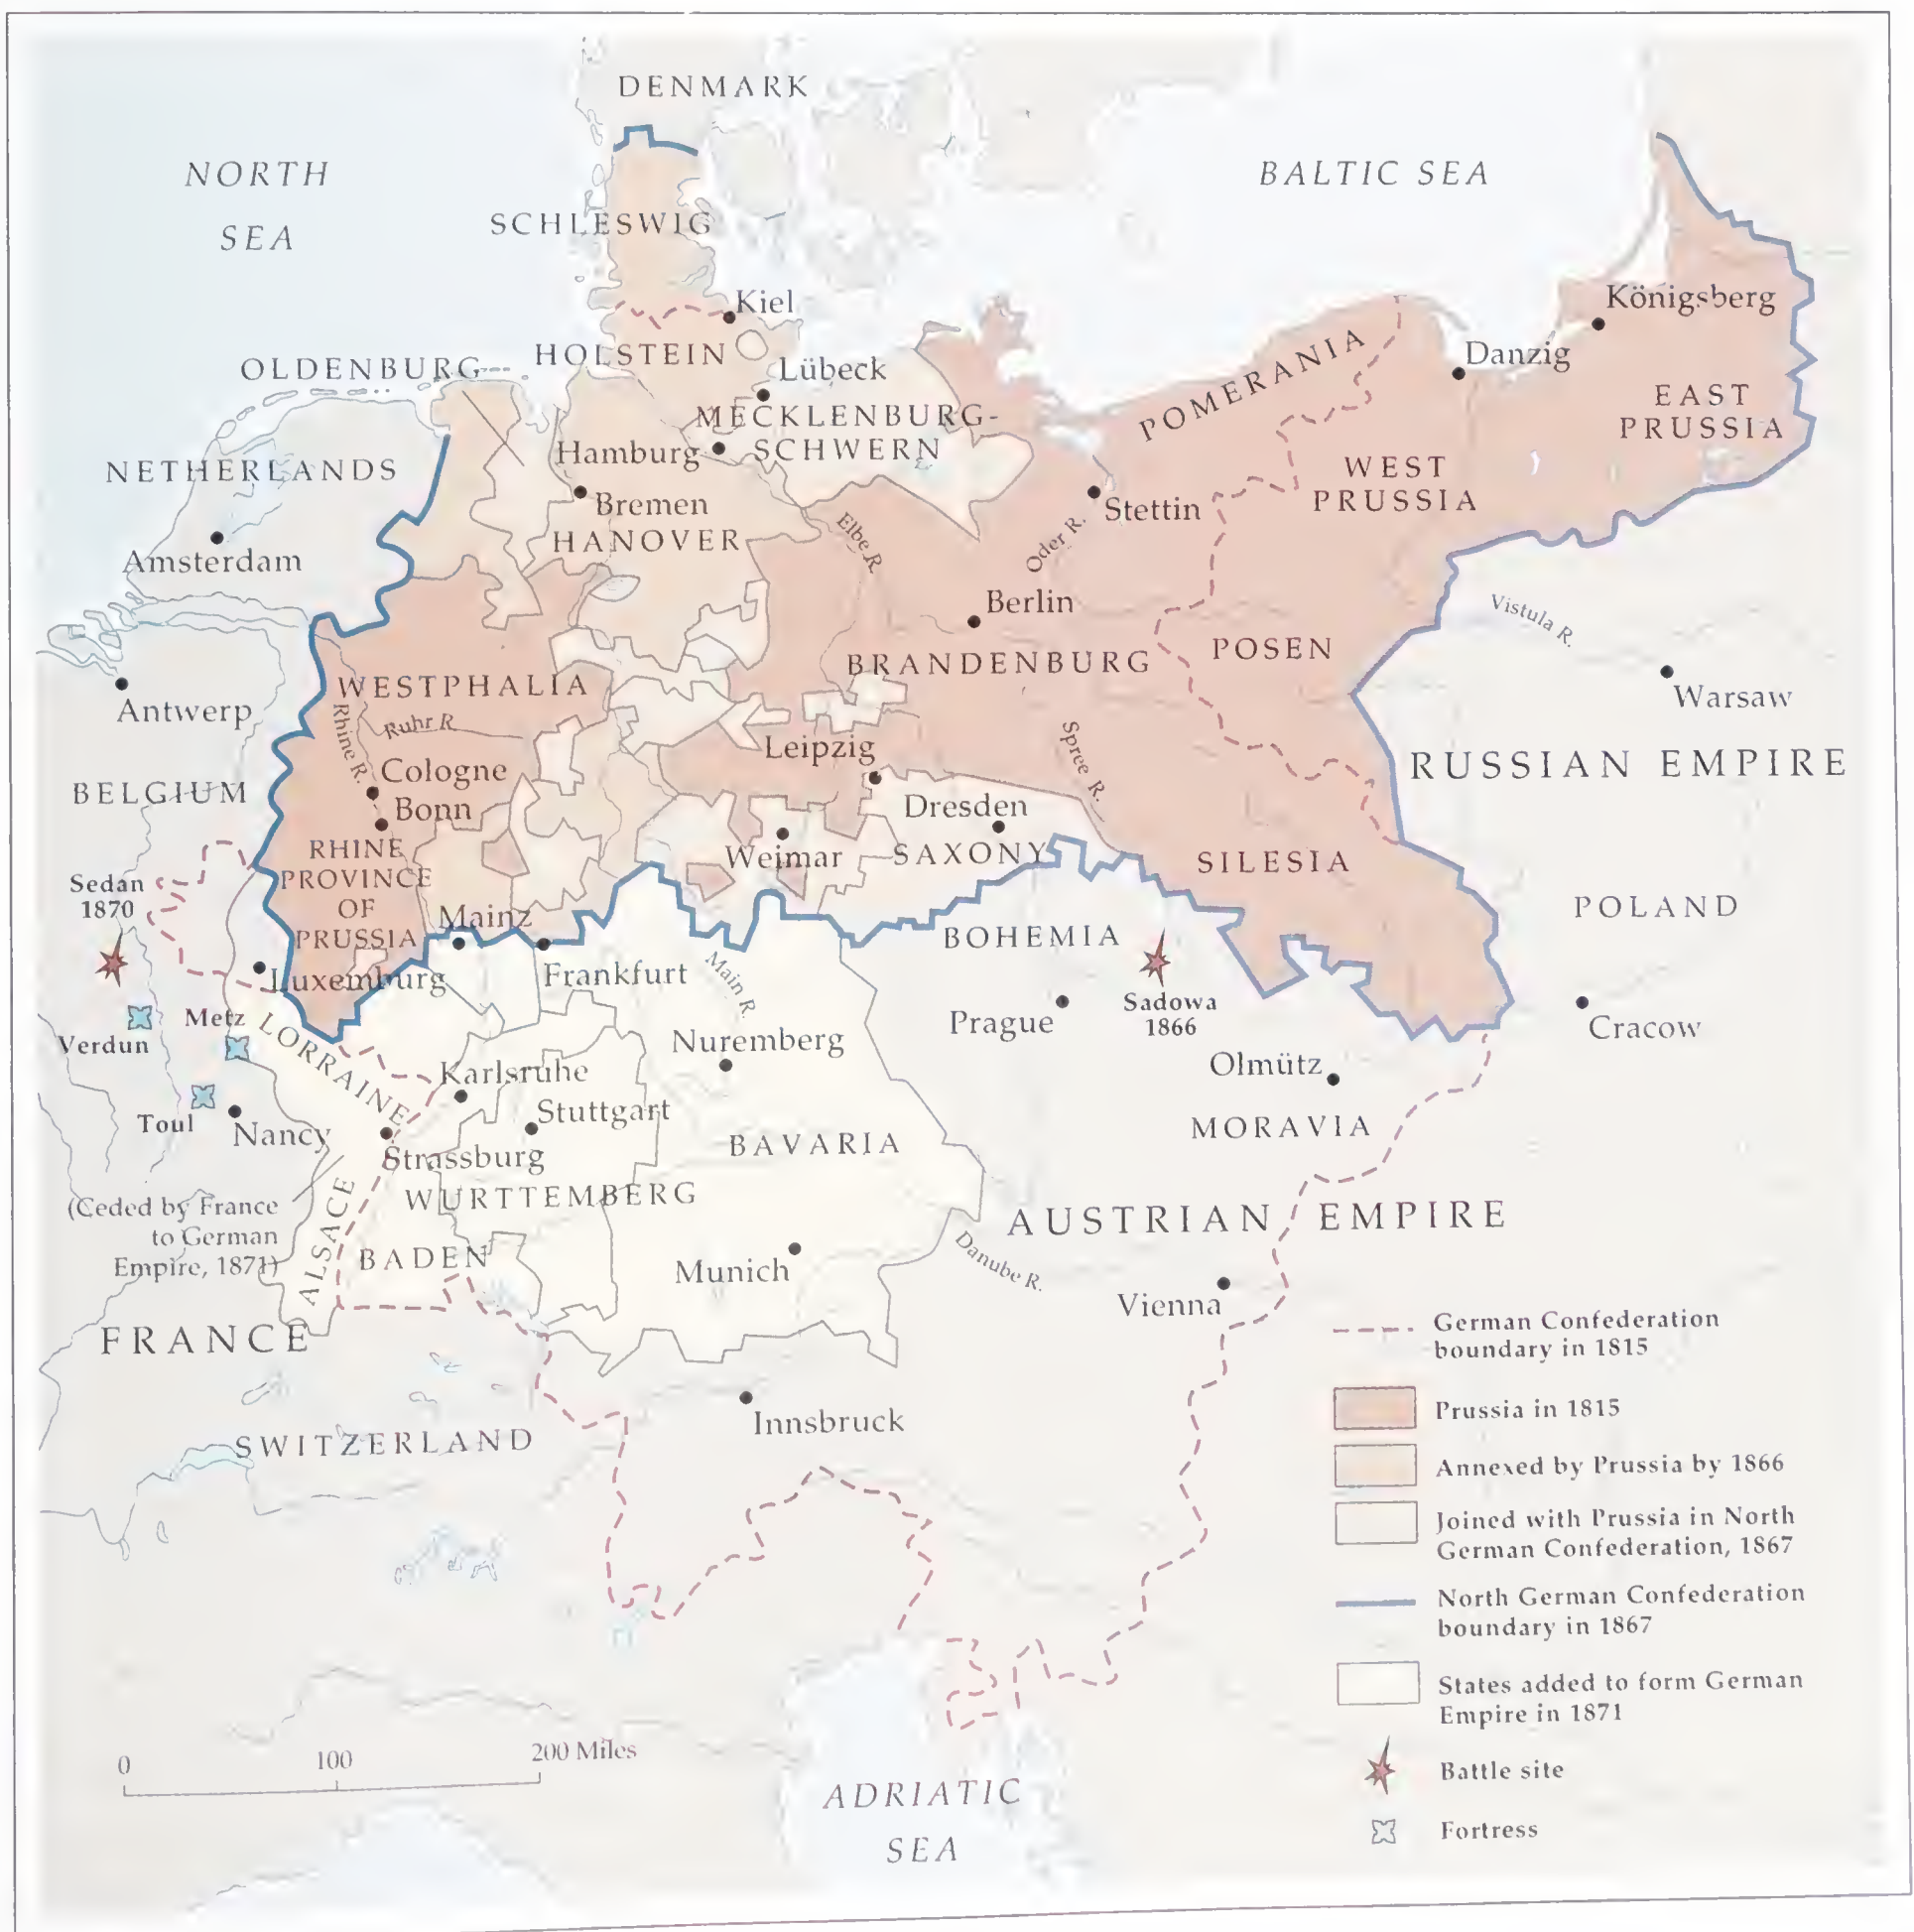 DENMARK
NORTH
SEA
BALTIC SEA
SCHLESWIG
Kiel
Königsberg
HOLSTEIN
OLDENBURG
Lübeck
Danzig
POMERANIA
EAST
PRUSSIA
MECKLENBURG-
SCHWERN
Hamburg
NETHERLANDS
WEST
PRUSSIA
Bremen
Stettin
HANOVER
Elbe R.
Oder R.
Amsterdam
Berlin
Vistula R.
POSEN
BRANDENBURG
WESTPHALIA
Warsaw
Antwerp
Rhine R.
Ruhr R.
Leipzig
Spree R.
RUSSIAN EMPIRE
Cologne
BELGIUM
Bonn
Dresden
RHINE
PROVINCE
OF
PRUSSIA
Weimar
SAXONY
SILESIA
Sedan
1870
POLAND
Mainz
BOHEMIA
Luxemburg
Frankfurt
Main R.
Sadowa
1866
Prague
Cracow
Metz
Verdun
LORRAINE
Nuremberg
Olmütz
Karlsruhe
Stuttgart
Toul
Nancy
MORAVIA
BAVARIA
Strassburg
WURTTEMBERG
(Ceded by France
to German
Empire, 1871)
ALSACE
AUSTRIAN EMPIRE
BADEN
Danube R.
Munich
Vienna
FRANCE
Innsbruck
SWITZERLAND
German Confederation
boundary in 1815
Prussia in 1815
Annexed by Prussia by 1866
Joined with Prussia in North
German Confederation, 1867
North German Confederation
boundary in 1867
States added to form German
Empire in 1871
Battle site
Fortress
0 100 200 Miles
ADRIATIC
SEA